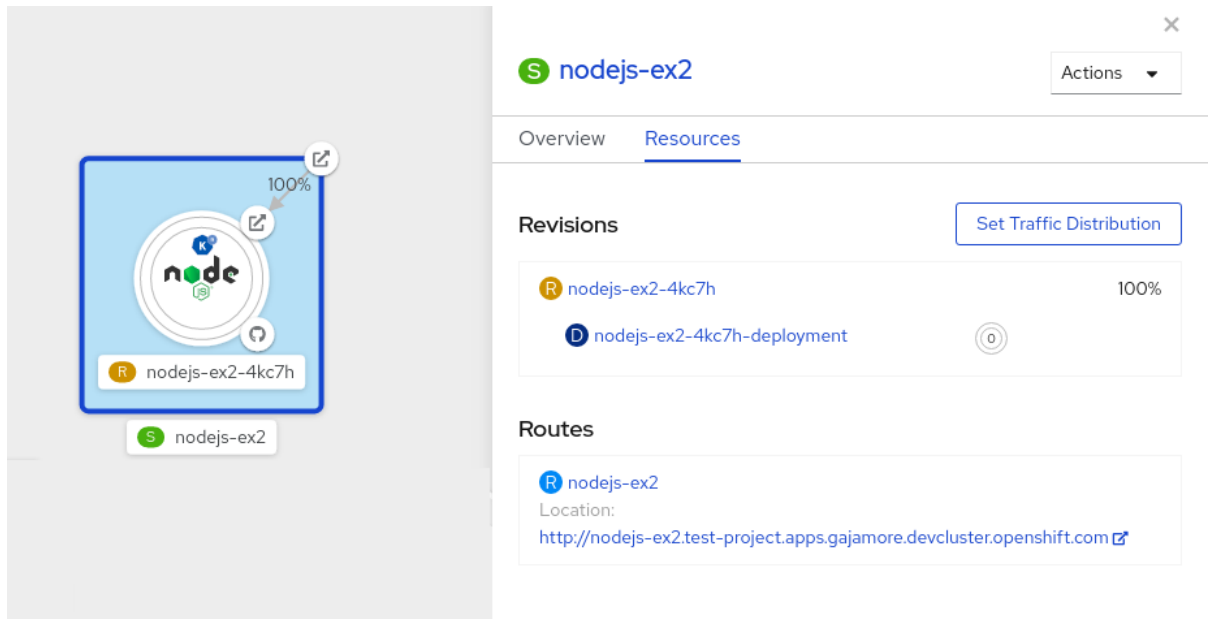 100%
K
node
JS
R nodejs-ex2-4kc7h
S nodejs-ex2
S nodejs-ex2
Actions
Overview Resources
Revisions
Set Traffic Distribution
R nodejs-ex2-4kc7h 100%
D nodejs-ex2-4kc7h-deployment 0
Routes
R nodejs-ex2
Location:
http://nodejs-ex2.test-project.apps.gajamore.devcluster.openshift.com